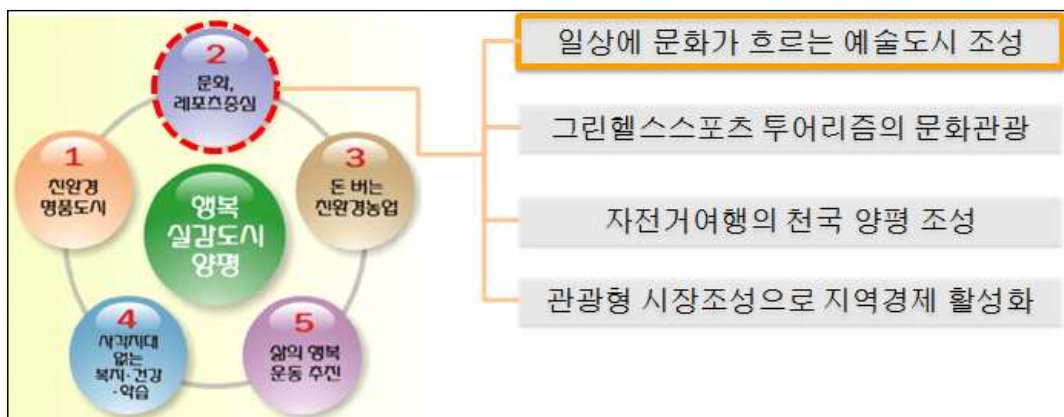 2
문화,
레포츠중심
1
친환경
명품도시
3
돈 버는
친환경농업
행복
실감도시
양평
4
사각지대
없는
복지·건강
·학습
5
삶의 행복
운동 추진
일상에 문화가 흐르는 예술도시 조성
그린헬스스포츠 투어리즘의 문화관광
자전거여행의 천국 양평 조성
관광형 시장조성으로 지역경제 활성화